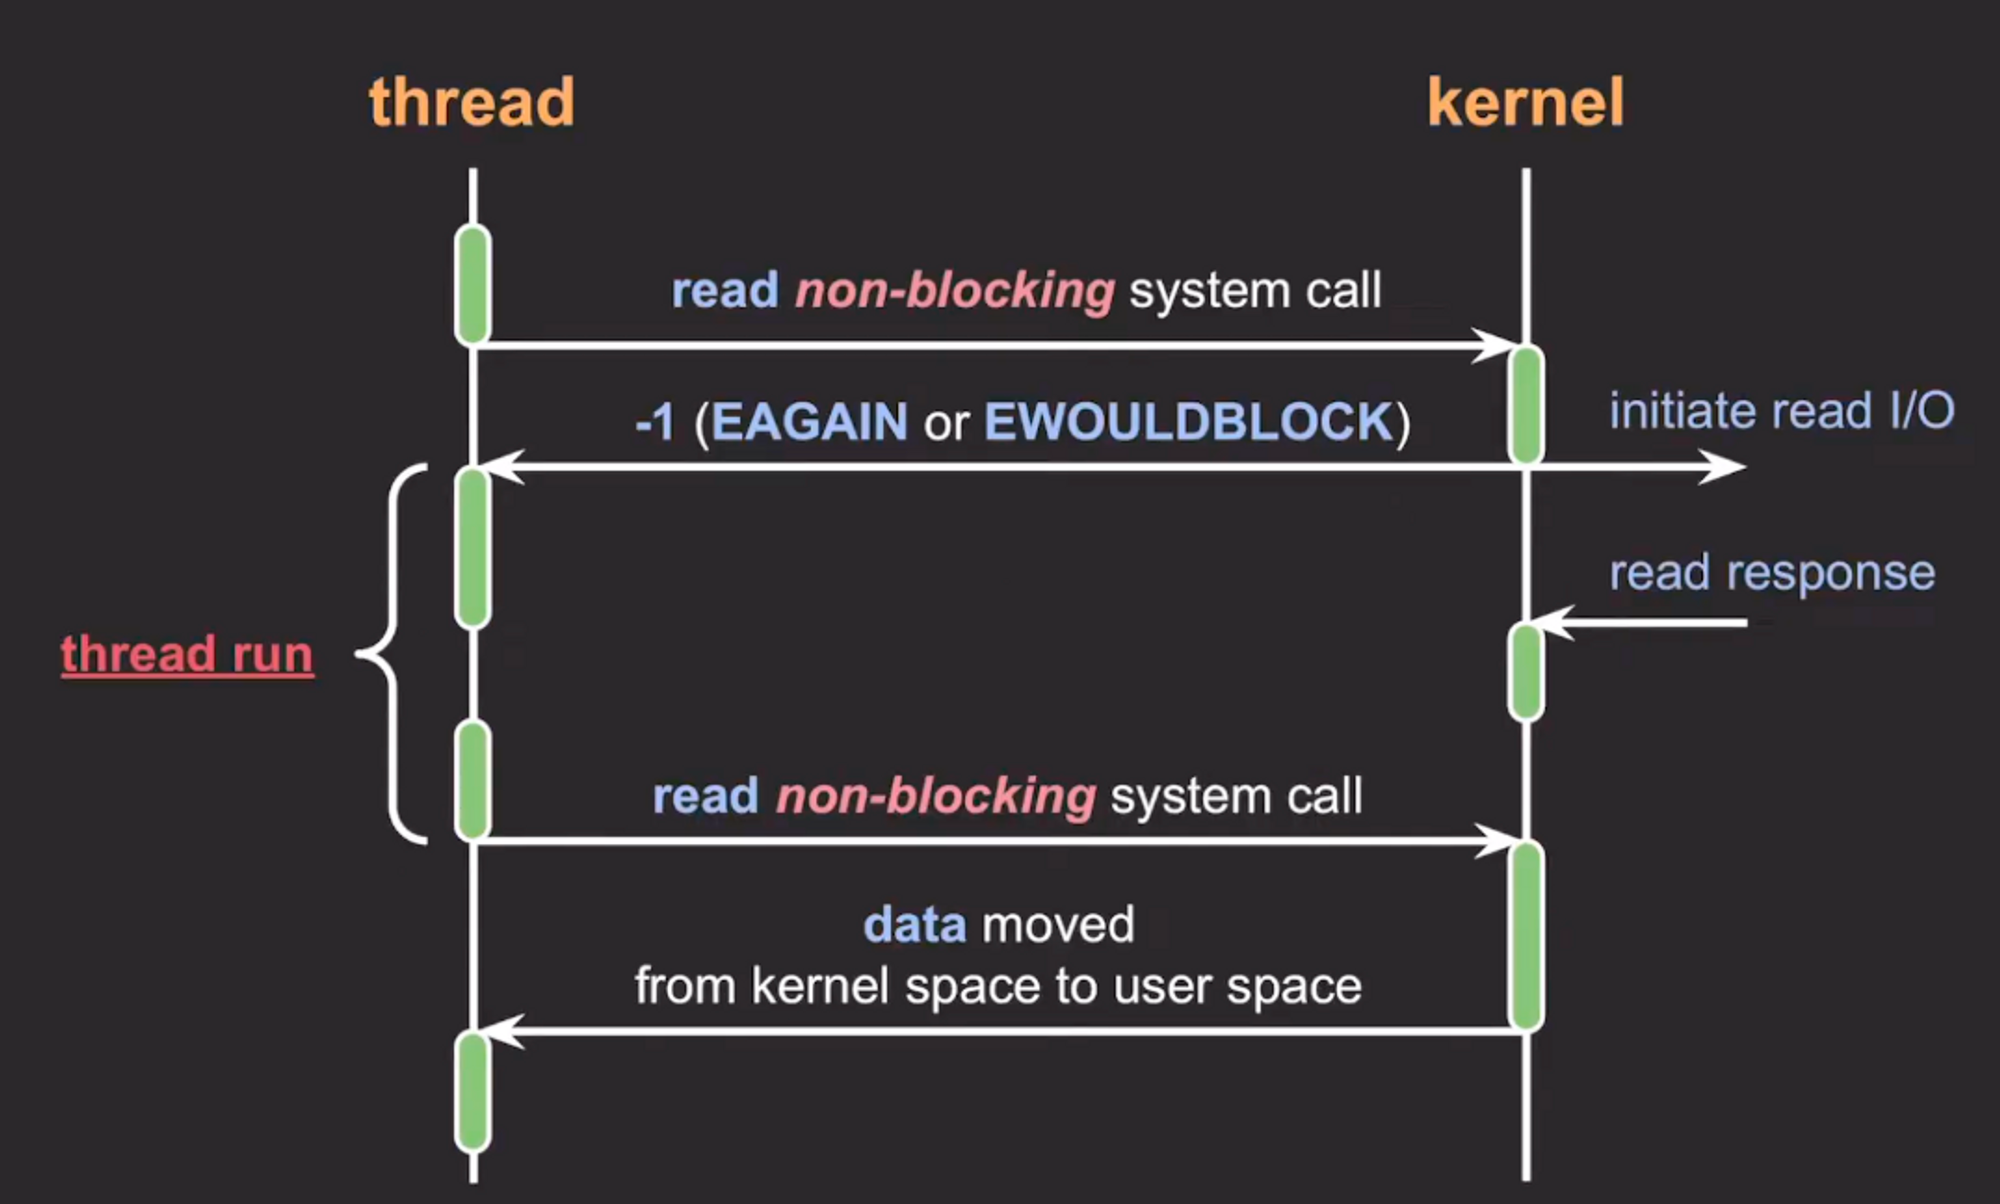 thread
kernel
read non-blocking system call
-1 (EAGAIN or EWOULDBLOCK)
initiate read I/O
read response
thread run
read non-blocking system call
data moved
from kernel space to user space